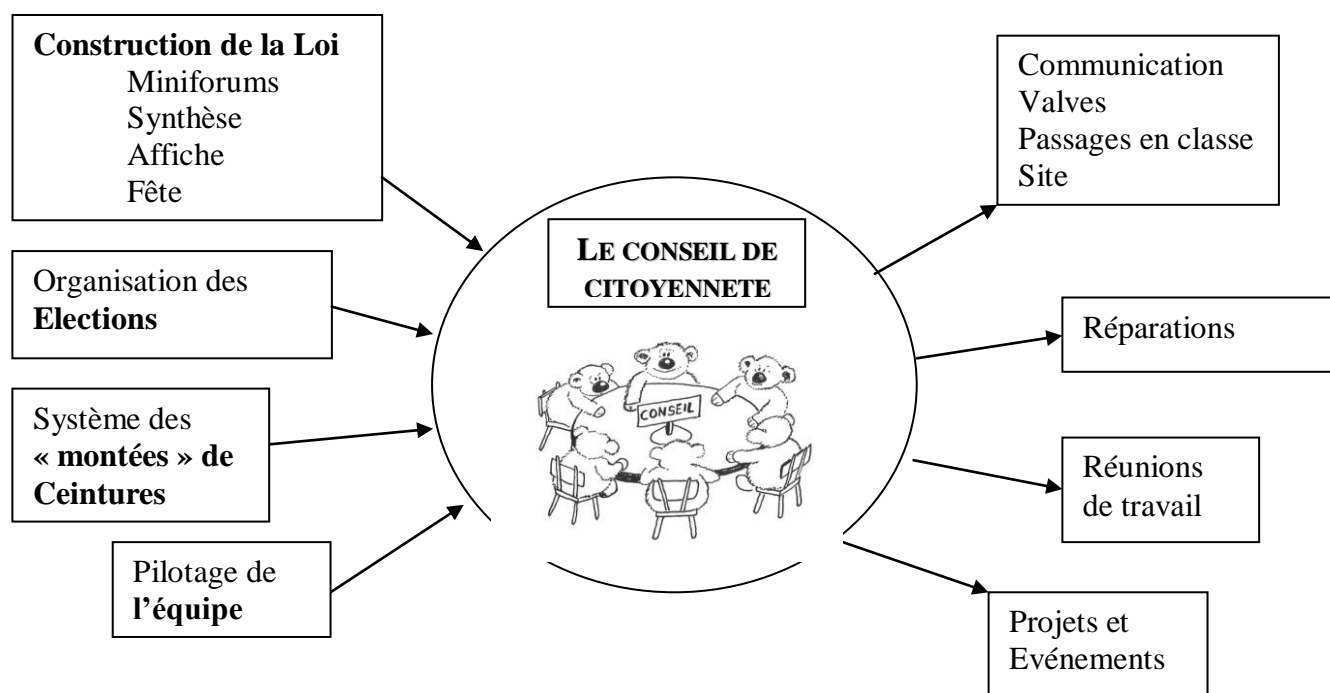 Construction de la Loi
Miniforums
Synthèse
Affiche
Fête
Organisation des
Elections
Système des
« montées » de
Ceintures
Pilotage de
l’équipe
LE CONSEIL DE
CITOYENNETE
CONSEIL
Communication
Valves
Passages en classe
Site
Réparations
Réunions
de travail
Projets et
Evénements